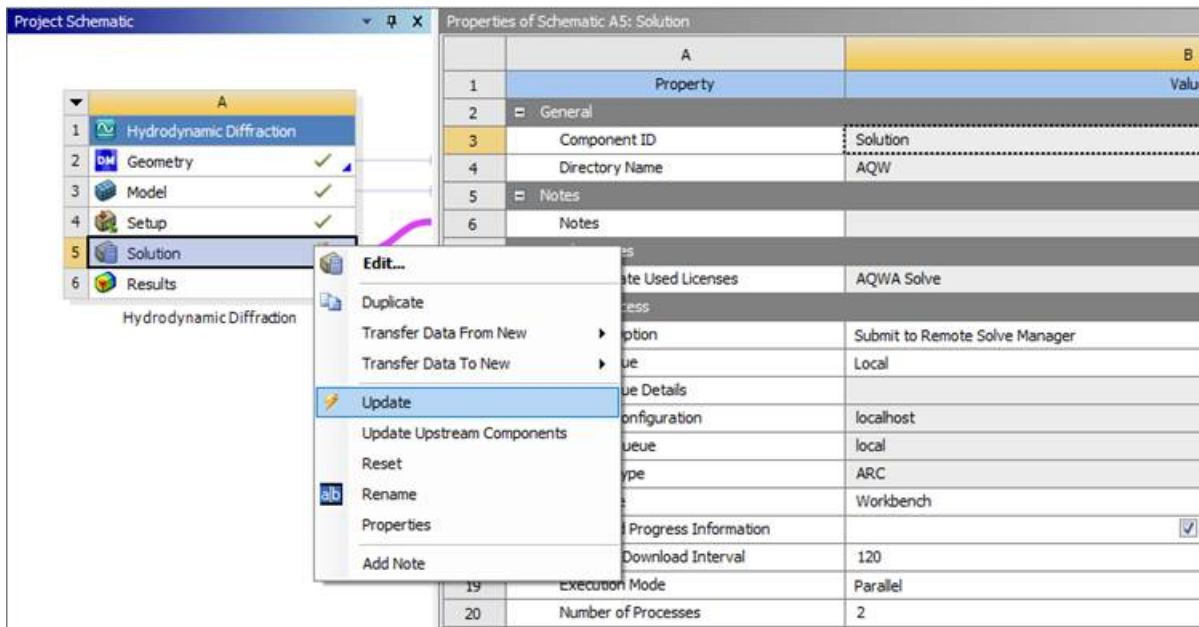 Project Schematic
A
1 Hydrodynamic Diffraction
2 DM Geometry
3 Model
4 Setup
5 Solution
6 Results
Hydrodynamic Diffraction
Edit...
Duplicate
Transfer Data From New
Transfer Data To New
Update
Update Upstream Components
Reset
a|b Rename
Properties
Add Note
Properties of Schematic A5: Solution
A B
1 Property Valu
2 General
3 Component ID Solution
4 Directory Name AQW
5 Notes
6 Notes
es
te Used Licenses AQWA Solve
cess
ption Submit to Remote Solve Manager
ue Local
ue Details
onfiguration localhost
ueue local
ype ARC
Workbench
d Progress Information
Download Interval 120
19 Execution Mode Parallel
20 Number of Processes 2